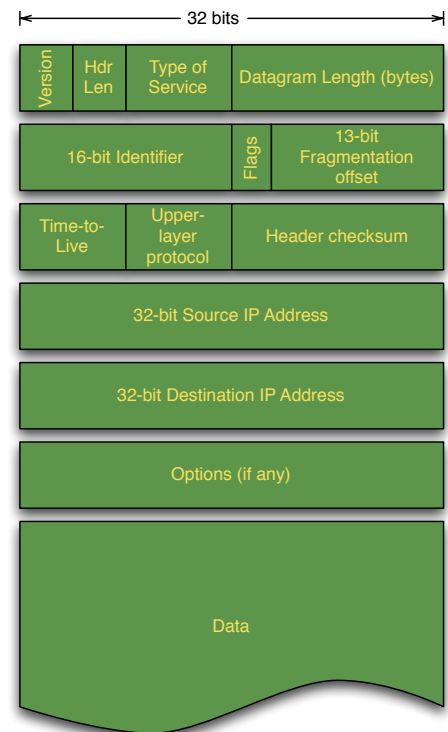 32 bits
Version
Hdr
Len
Type of
Service
Datagram Length (bytes)
16-bit Identifier
Flags
13-bit
Fragmentation
offset
Time-to-
Live
Upper-
layer
protocol
Header checksum
32-bit Source IP Address
32-bit Destination IP Address
Options (if any)
Data